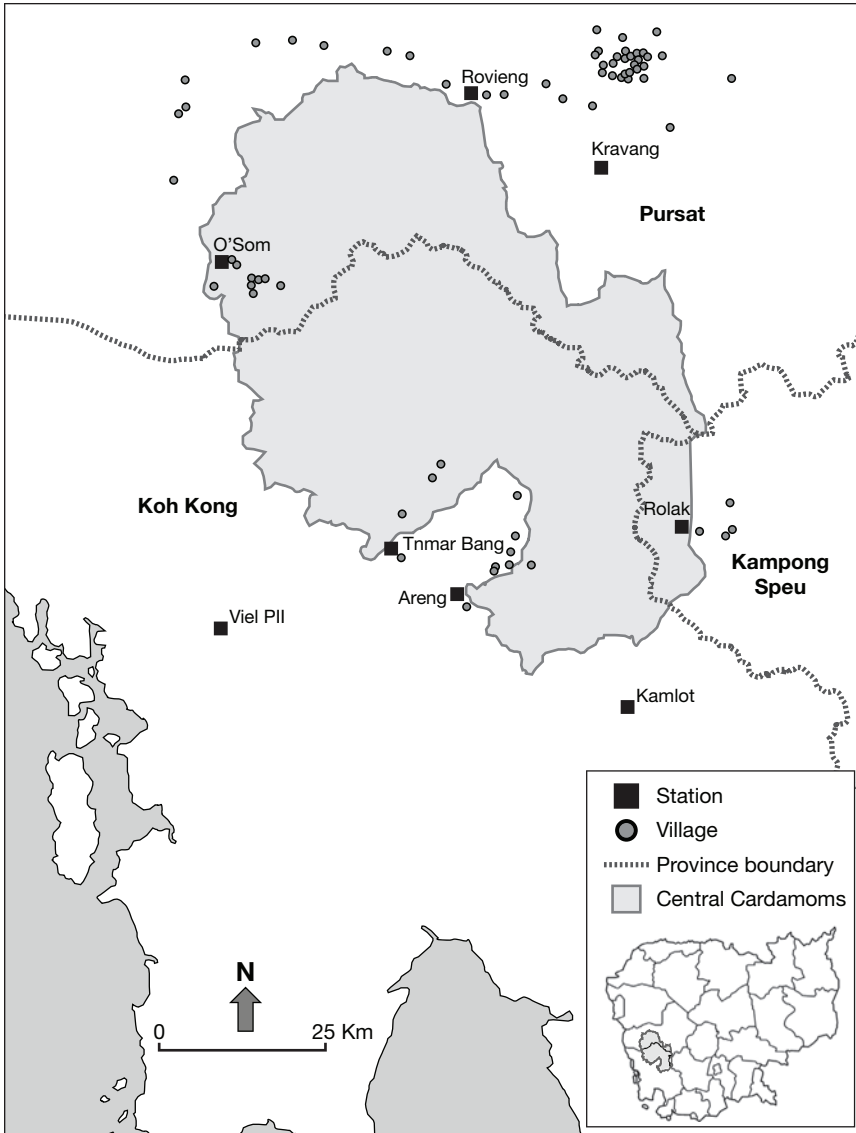 Rovieng
Kravang
Pursat
O'Som
Koh Kong
Rolak
Tnmar Bang
Kampong
Speu
Areng
Viel PII
Kamlot
Station
Village
Province boundary
Central Cardamoms
N
0 25 Km